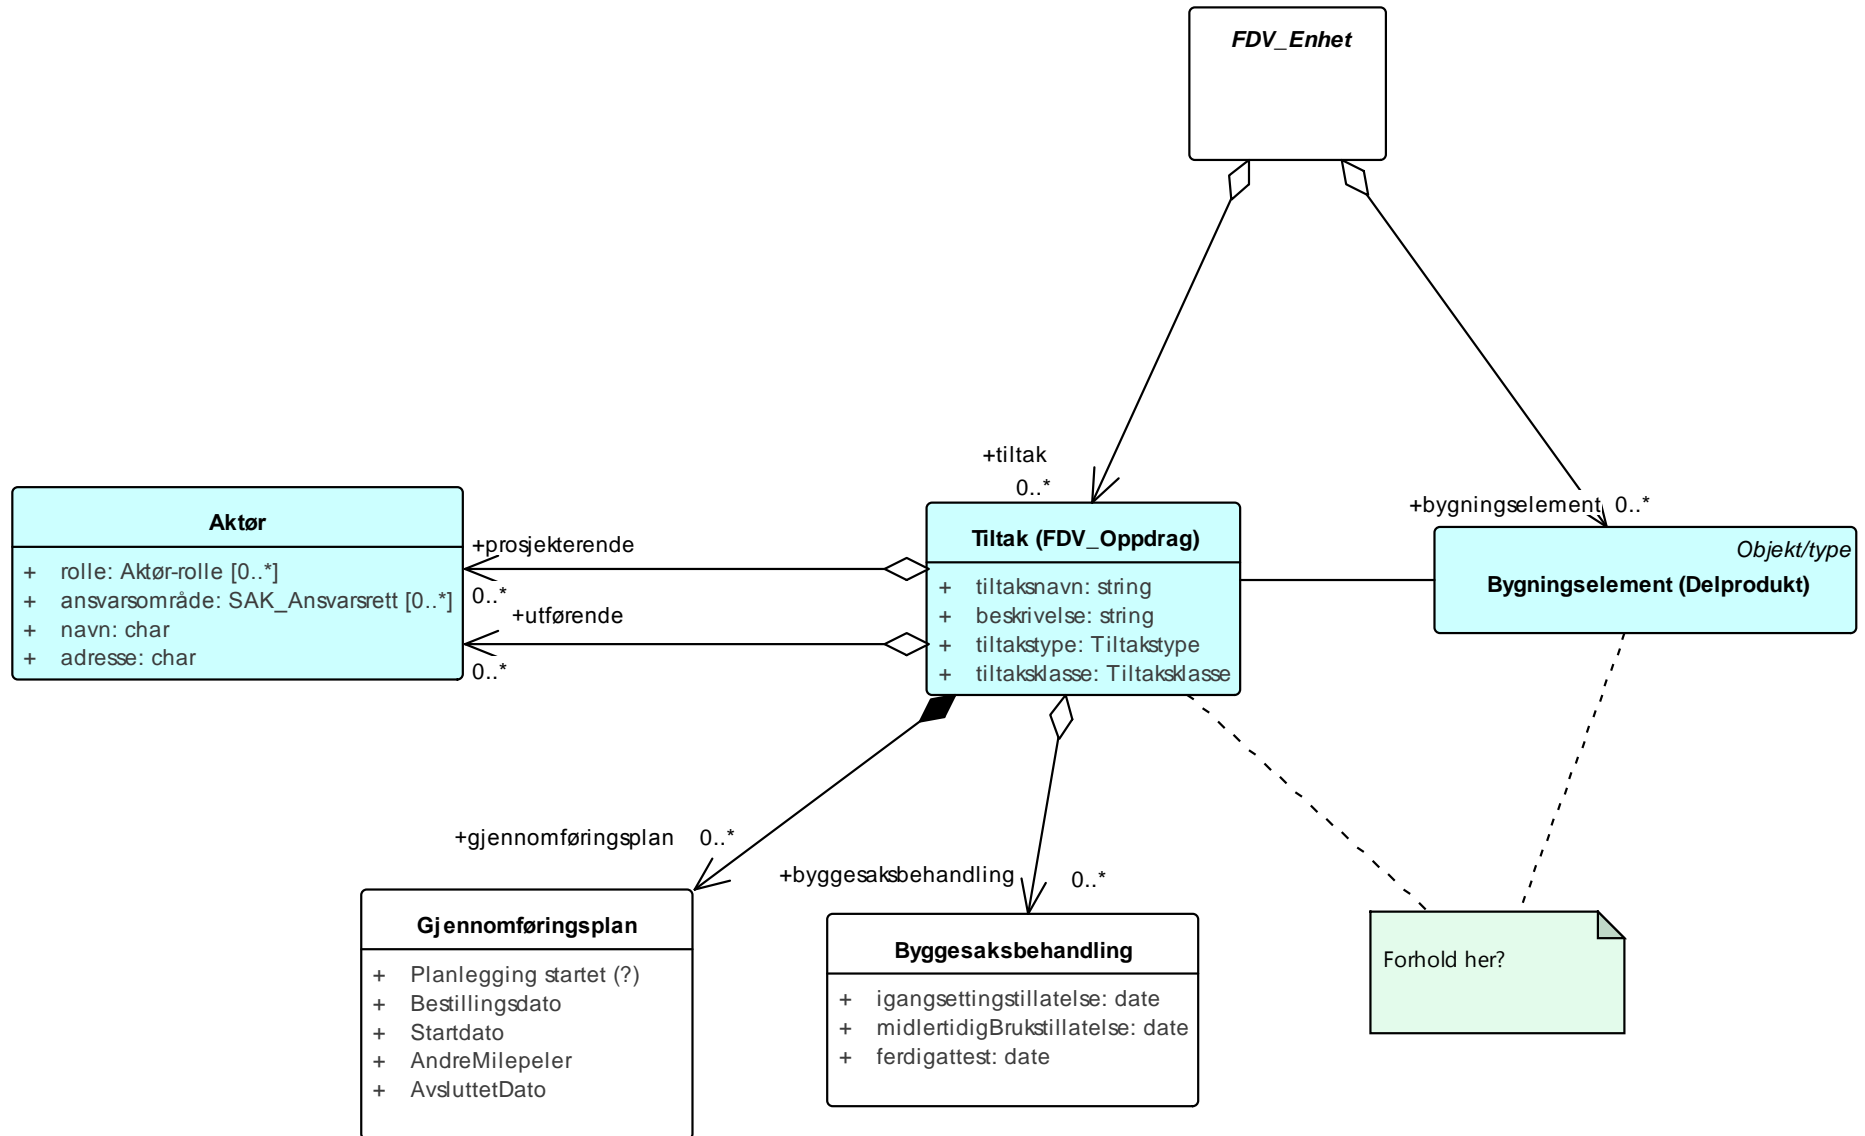 FDV_Enhet
+tiltak
0..*
+bygningselement 0..*
Aktør
+ rolle: Aktør-rolle [0..*]
+ ansvarsområde: SAK_Ansvarsrett [0..*]
+ navn: char
+ adresse: char
+prosjekterende
0..*
+utførende
0..*
Tiltak (FDV_Oppdrag)
+ tiltaksnavn: string
+ beskrivelse: string
+ tiltakstype: Tiltakstype
+ tiltaksklasse: Tiltaksklasse
Objekt/type
Bygningselement (Delprodukt)
+gjennomføringsplan 0..*
+byggesaksbehandling 0..*
Gjennomføringsplan
+ Planlegging startet (?)
+ Bestillingsdato
+ Startdato
+ AndreMilepeler
+ AvsluttetDato
Byggesaksbehandling
+ igangsettingstillatelse: date
+ midlertidigBrukstillatelse: date
+ ferdigattest: date
Forhold her?